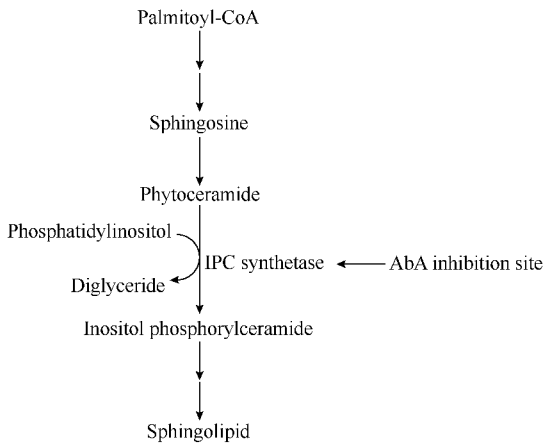 Palmitoyl-CoA
Sphingosine
Phytoceramide
Phosphatidylinositol
IPC synthetase
AbA inhibition site
Diglyceride
Inositol phosphorylceramide
Sphingolipid